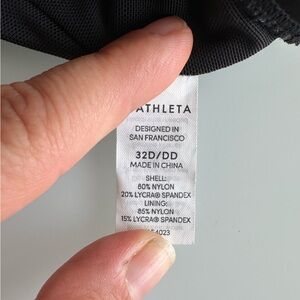 ATHLETA
DESIGNED IN
SAN FRANCISCO
32D/DD
MADE IN CHINA
SHELL:
80% NYLON
20% LYCRA® SPANDEX
LINING:
85% NYLON
15% LYCRA® SPANDEX
4023